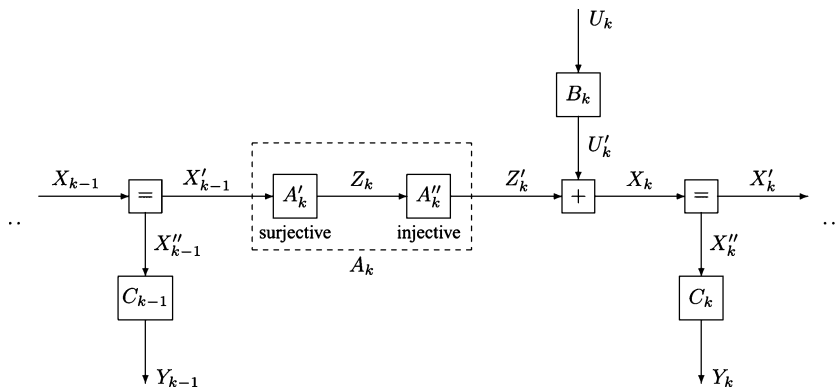 U_k
B_k
U'_k
X_{k−1} = X'_{k−1} A'_k Z_k A''_k Z'_k + X_k = X'_k
surjective injective
.. ..
X''_{k−1} A_k X''_k
C_{k−1} C_k
Y_{k−1} Y_k